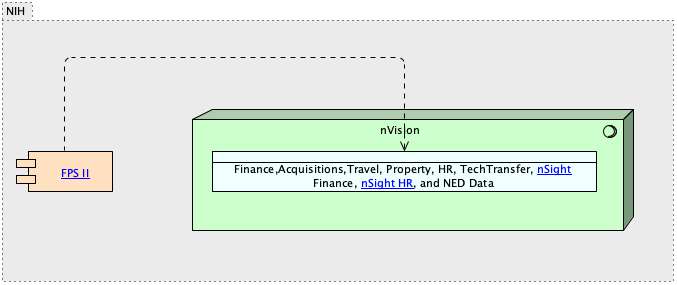 NIH
nVision
FPS II
Finance,Acquisitions,Travel, Property, HR, TechTransfer, nSight
Finance, nSight HR, and NED Data